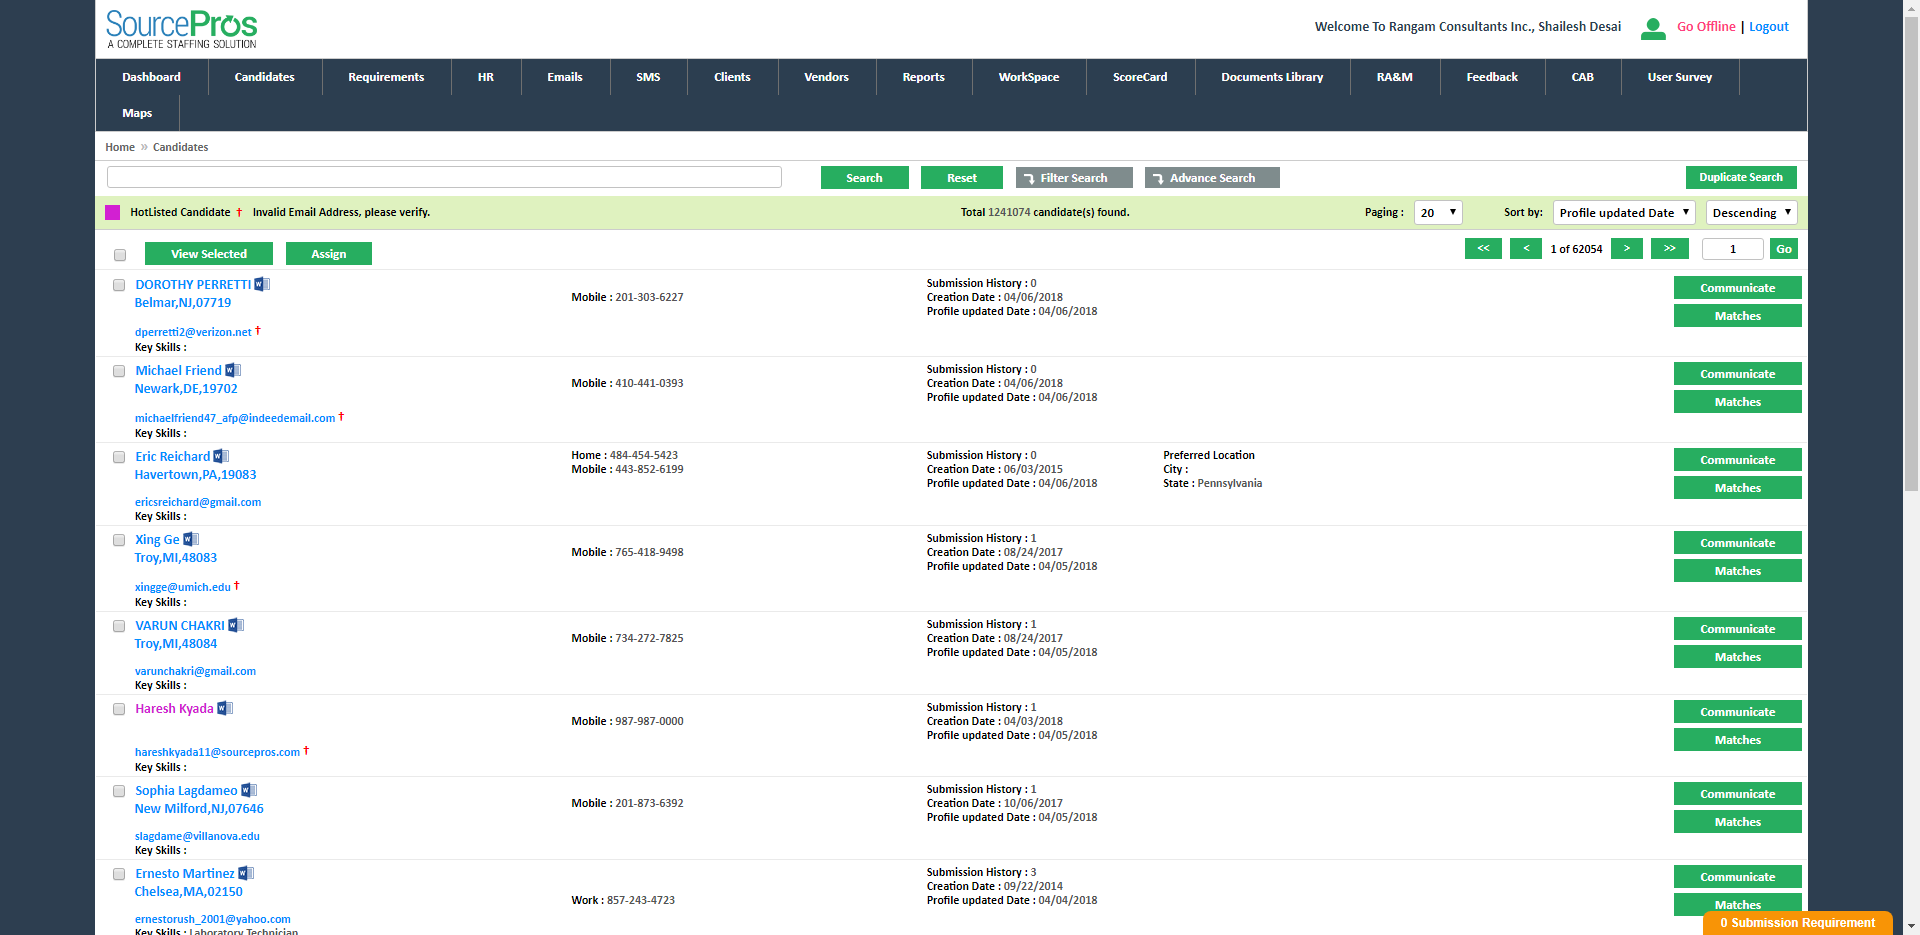 SourcePros
A COMPLETE STAFFING SOLUTION
Welcome To Rangam Consultants Inc., Shailesh Desai
Go Offline | Logout
Dashboard Candidates Requirements HR Emails SMS Clients Vendors Reports WorkSpace ScoreCard Documents Library RA&M Feedback CAB User Survey
Maps
Home » Candidates
Search Reset Filter Search Advance Search Duplicate Search
HotListed Candidate † Invalid Email Address, please verify. Total 1241074 candidate(s) found. Paging : 20 Sort by: Profile updated Date Descending
View Selected Assign << < 1 of 62054 > >> 1 Go
DOROTHY PERRETTI
Belmar,NJ,07719
dperretti2@verizon.net †
Key Skills :
Mobile : 201-303-6227
Submission History : 0
Creation Date : 04/06/2018
Profile updated Date : 04/06/2018
Communicate
Matches
Michael Friend
Newark,DE,19702
michaelfriend47_afp@indeedemail.com †
Key Skills :
Mobile : 410-441-0393
Submission History : 0
Creation Date : 04/06/2018
Profile updated Date : 04/06/2018
Communicate
Matches
Eric Reichard
Havertown,PA,19083
ericsreichard@gmail.com
Key Skills :
Home : 484-454-5423
Mobile : 443-852-6199
Submission History : 0
Creation Date : 06/03/2015
Profile updated Date : 04/06/2018
Preferred Location
City :
State : Pennsylvania
Communicate
Matches
Xing Ge
Troy,MI,48083
xingge@umich.edu †
Key Skills :
Mobile : 765-418-9498
Submission History : 1
Creation Date : 08/24/2017
Profile updated Date : 04/05/2018
Communicate
Matches
VARUN CHAKRI
Troy,MI,48084
varunchakri@gmail.com
Key Skills :
Mobile : 734-272-7825
Submission History : 1
Creation Date : 08/24/2017
Profile updated Date : 04/05/2018
Communicate
Matches
Haresh Kyada
hareshkyada11@sourcepros.com †
Key Skills :
Mobile : 987-987-0000
Submission History : 1
Creation Date : 04/03/2018
Profile updated Date : 04/05/2018
Communicate
Matches
Sophia Lagdameo
New Milford,NJ,07646
slagdame@villanova.edu
Key Skills :
Mobile : 201-873-6392
Submission History : 1
Creation Date : 10/06/2017
Profile updated Date : 04/05/2018
Communicate
Matches
Ernesto Martinez
Chelsea,MA,02150
ernestorush_2001@yahoo.com
Key Skills : Laboratory Technician
Work : 857-243-4723
Submission History : 3
Creation Date : 09/22/2014
Profile updated Date : 04/04/2018
Communicate
Matches
0 Submission Requirement